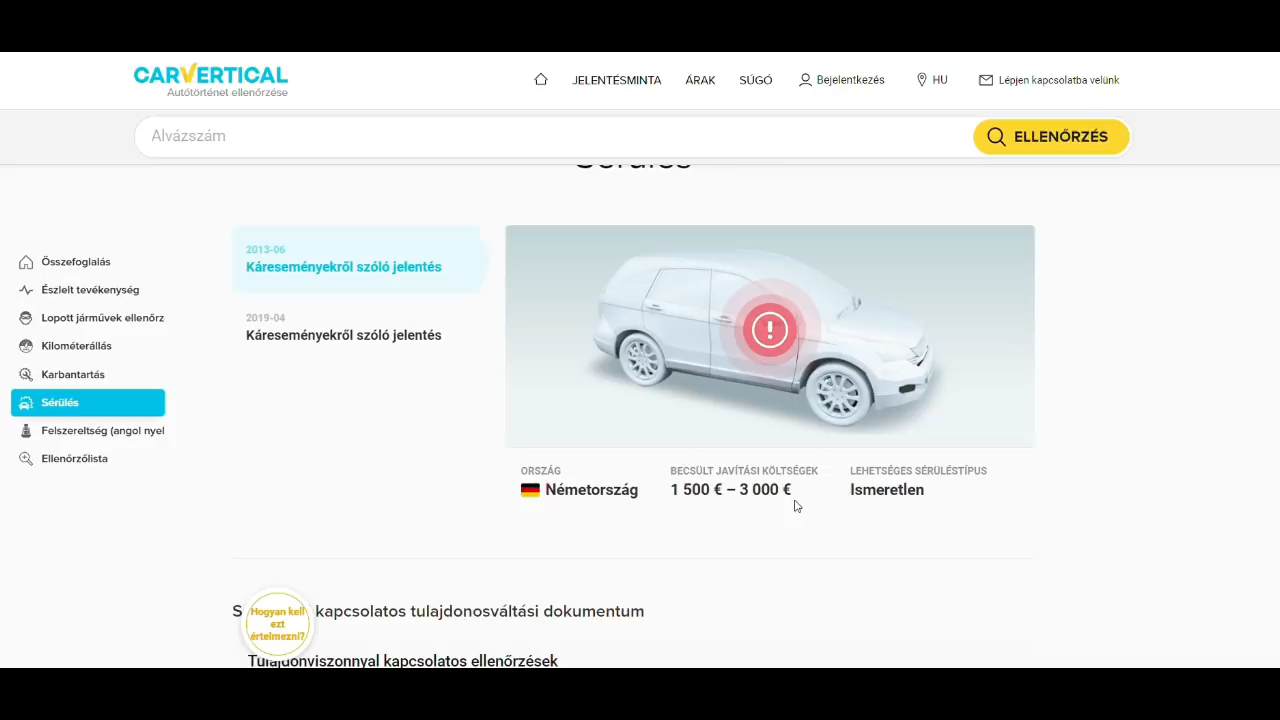 CARVERTICAL
Autótörténet ellenőrzése
JELENTÉSMINTA
ÁRAK
SÚGÓ
Bejelentkezés
HU
Lépjen kapcsolatba velünk
Alvázszám
ELLENŐRZÉS
Sérülés
Összefoglalás
Észlelt tevékenység
Lopott járművek ellenőrz
Kilométerállás
Karbantartás
Sérülés
Felszereltség (angol nyel
Ellenőrzőlista
2013-06
Káreseményekről szóló jelentés
2019-04
Káreseményekről szóló jelentés
ORSZÁG
Németország
BECSÜLT JAVÍTÁSI KÖLTSÉGEK
1 500 € – 3 000 €
LEHETSÉGES SÉRÜLÉSTÍPUS
Ismeretlen
kapcsolatos tulajdonosváltási dokumentum
Hogyan kell
ezt
értelmezni?
Tulajdonviszonnyal kapcsolatos ellenőrzések